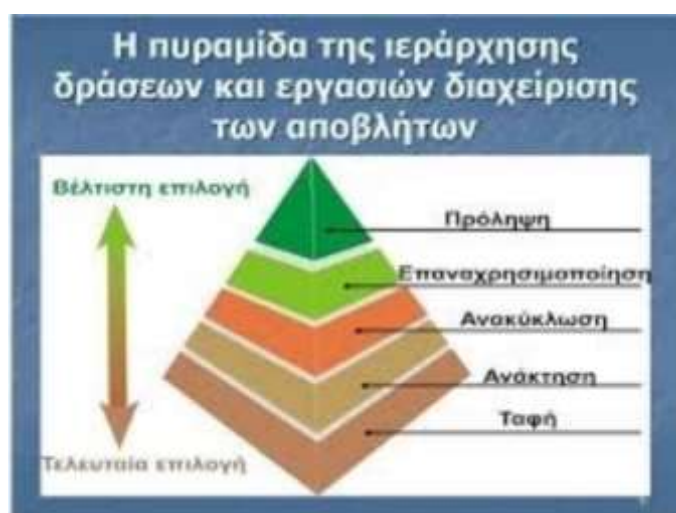 Η πυραμίδα της ιεράρχησης
δράσεων και εργασιών διαχείρισης
των αποβλήτων
Βέλτιστη επιλογή
Πρόληψη
Επαναχρησιμοποίηση
Ανακύκλωση
Ανάκτηση
Ταφή
Τελευταία επιλογή